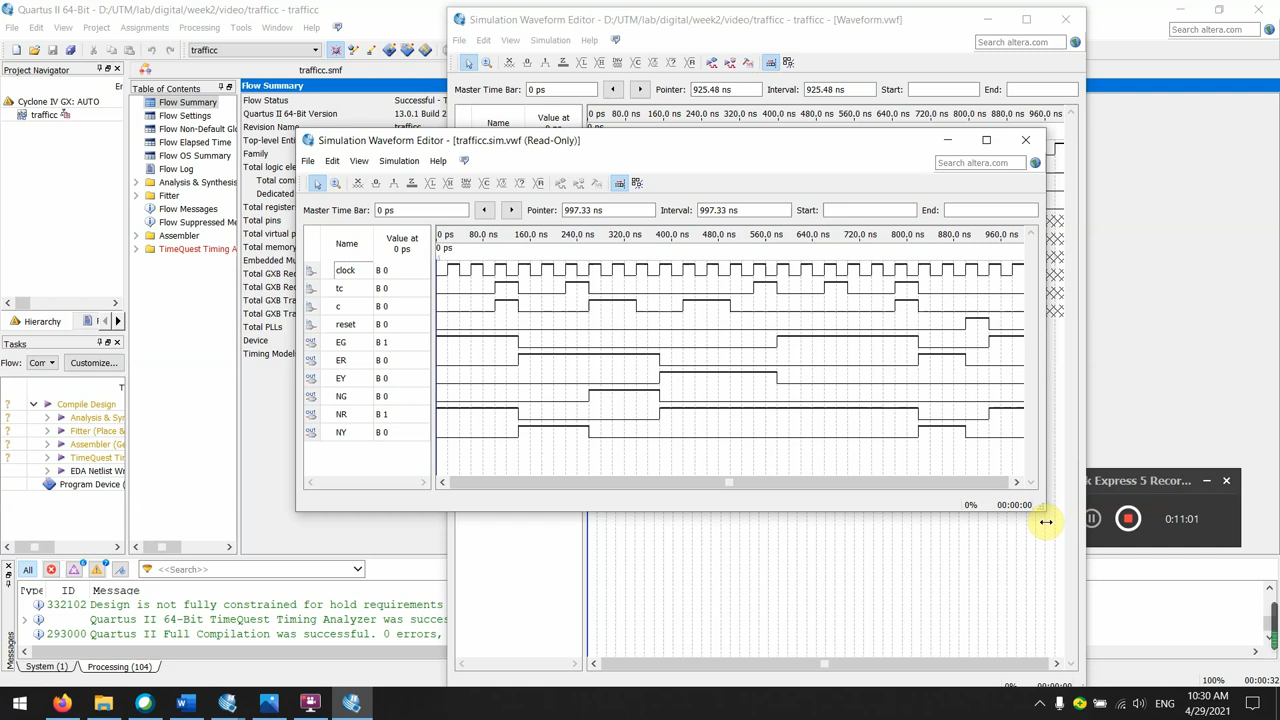 Quartus II 64-Bit - D:/UTM/lab/digital/week2/video/trafficc - trafficc
File Edit View Project Assignments Processing Tools Window Help
Search altera.com
trafficc
Project Navigator
Cyclone IV GX: AUTO
trafficc
Hierarchy
Tasks
Flow:
Customize...
Compile Design
EDA Netlist Wr
Program Device (
trafficc.smf
Table of Contents
Flow Summary
Flow Settings
Flow Non-Default Gl
Flow Elapsed Time
Flow OS Summary
Flow Log
Analysis & Synthesis
Fitter
Flow Messages
Flow Suppressed Me
Assembler
TimeQuest Timing A
Flow Summary
Flow Status Successful - T
Quartus II 64-Bit Version 13.0.1 Build 2
Revision Name trafficc
Top-level Enti
Family
Total logic ele
Total com
Dedicated
Total register
Total pins
Total virtual p
Total memory
Embedded Mu
Total GXB Rec
Total GXB Rec
Total GXB Tra
Total GXB Tra
Total PLLs
Device
Timing Model
Simulation Waveform Editor - D:/UTM/lab/digital/week2/video/trafficc - trafficc - [Waveform.vwf]
File Edit View Simulation Help
Search altera.com
Master Time Bar: 0 ps Pointer: 925.48 ns Interval: 925.48 ns Start: End:
Name Value at
0 ps 80.0 ns 160.0 ns 240.0 ns 320.0 ns 400.0 ns 480.0 ns 560.0 ns 640.0 ns 720.0 ns 800.0 ns 880.0 ns 960.0 ns
Simulation Waveform Editor - [trafficc.sim.vwf (Read-Only)]
File Edit View Simulation Help
Search altera.com
Master Time Bar: 0 ps Pointer: 997.33 ns Interval: 997.33 ns Start: End:
Name Value at
0 ps
0 ps 80.0 ns 160.0 ns 240.0 ns 320.0 ns 400.0 ns 480.0 ns 560.0 ns 640.0 ns 720.0 ns 800.0 ns 880.0 ns 960.0 ns
0 ps
clock B 0
tc B 0
c B 0
reset B 0
EG B 1
ER B 0
EY B 0
NG B 0
NR B 1
NY B 0
0% 00:00:00
k Express 5 Recor...
0:11:01
All
<<Search>>
Type ID Message
332102 Design is not fully constrained for hold requirements
Quartus II 64-Bit TimeQuest Timing Analyzer was succes
293000 Quartus II Full Compilation was successful. 0 errors,
Messages
System (1) Processing (104)
100% 00:00:32
ENG
10:30 AM
4/29/2021